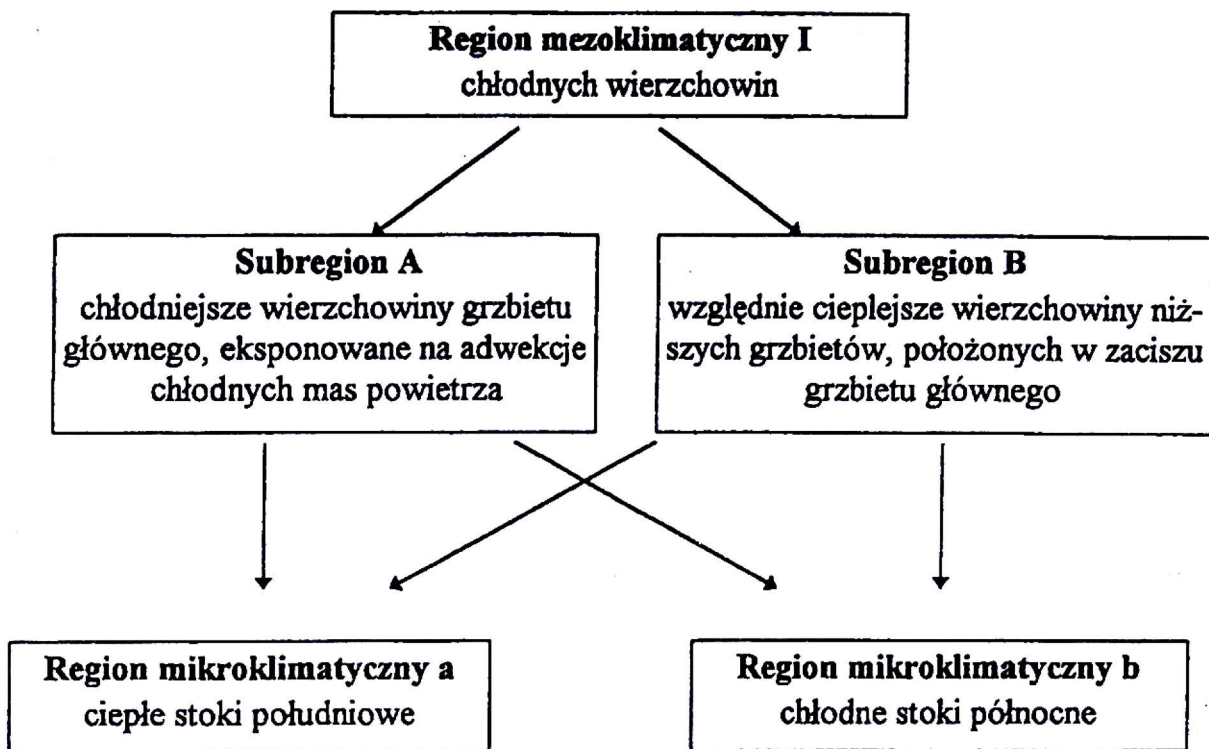 Region mezoklimatyczny I
chłodnych wierzchowin
Subregion A
chłodniejsze wierzchowiny grzbietu
głównego, eksponowane na adwekcje
chłodnych mas powietrza
Subregion B
względnie cieplejsze wierzchowiny niż-
szych grzbietów, położonych w zaciszu
grzbietu głównego
Region mikroklimatyczny a
ciepłe stoki południowe
Region mikroklimatyczny b
chłodne stoki północne